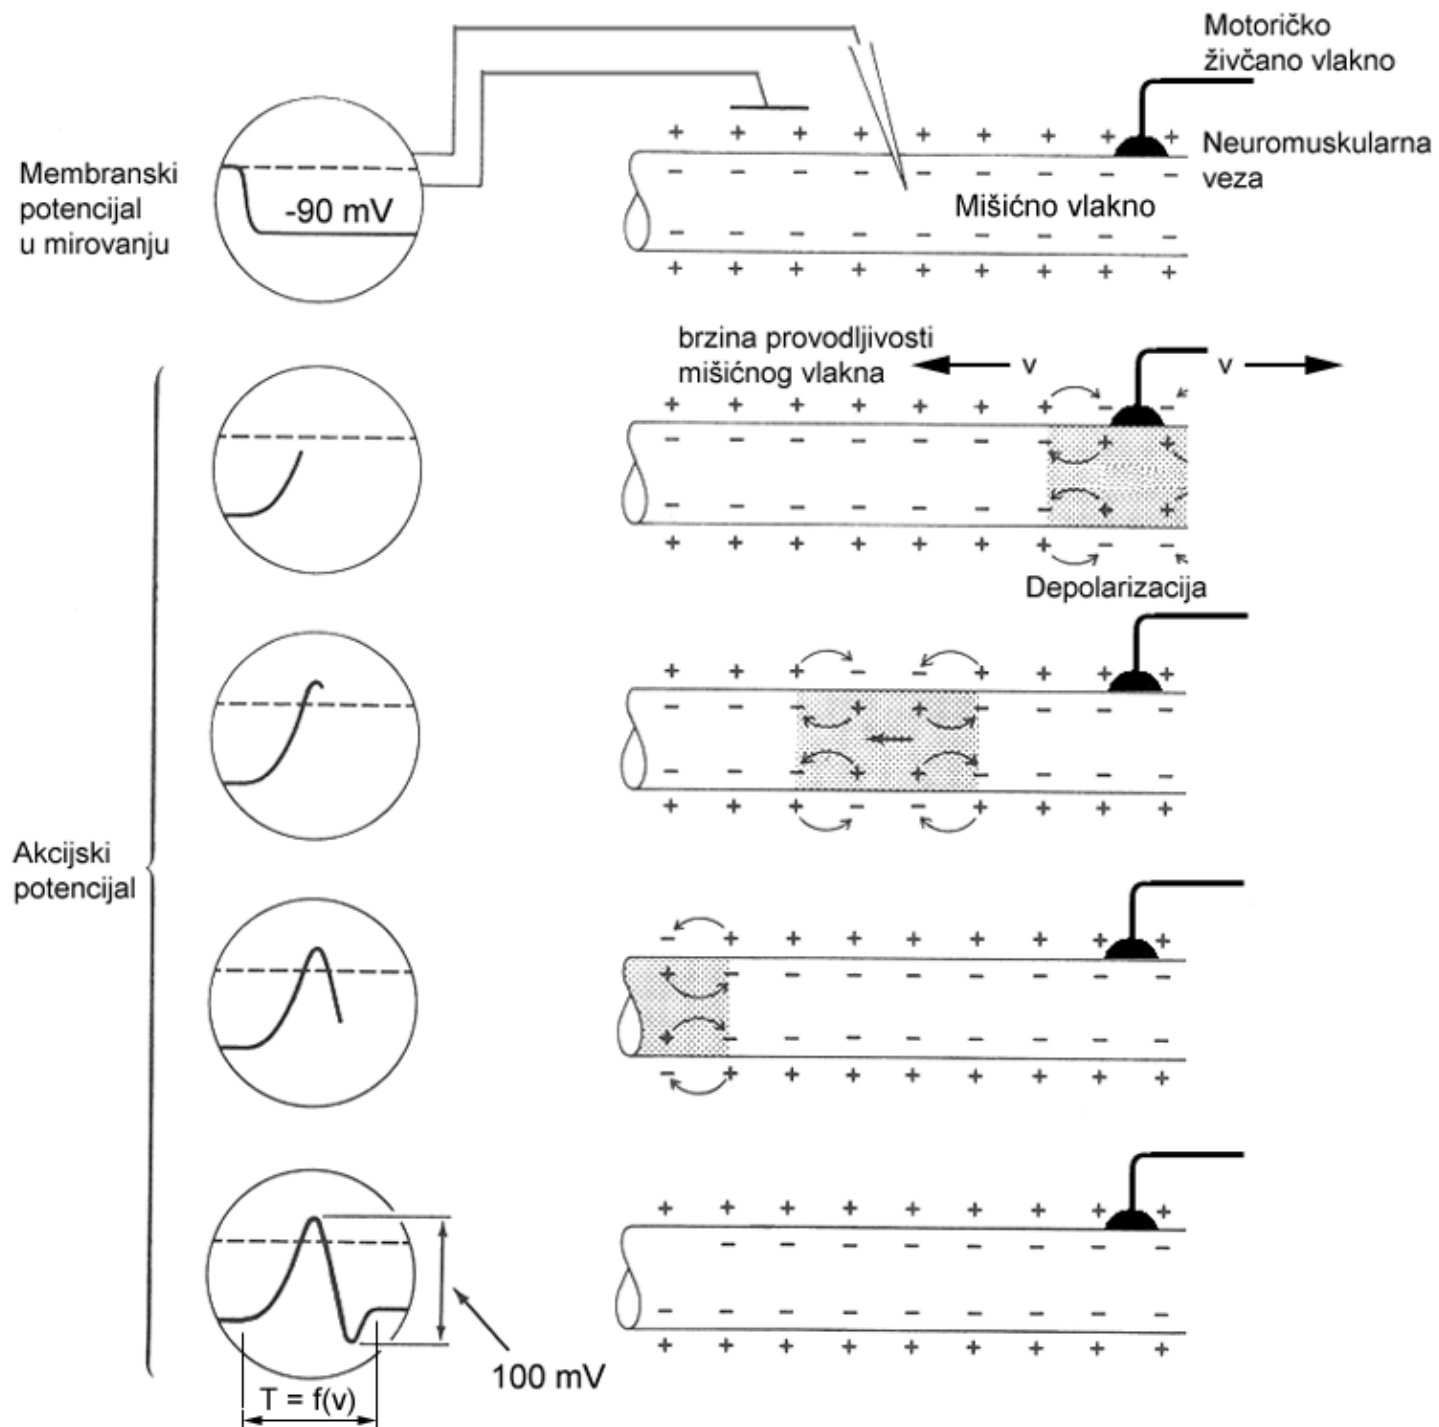 Motoričko
živčano vlakno
Neuromuskularna
veza
Membranski
potencijal
u mirovanju
-90 mV
Mišićno vlakno
brzina provodljivosti
mišićnog vlakna
v
v
Depolarizacija
Akcijski
potencijal
100 mV
T = f(v)